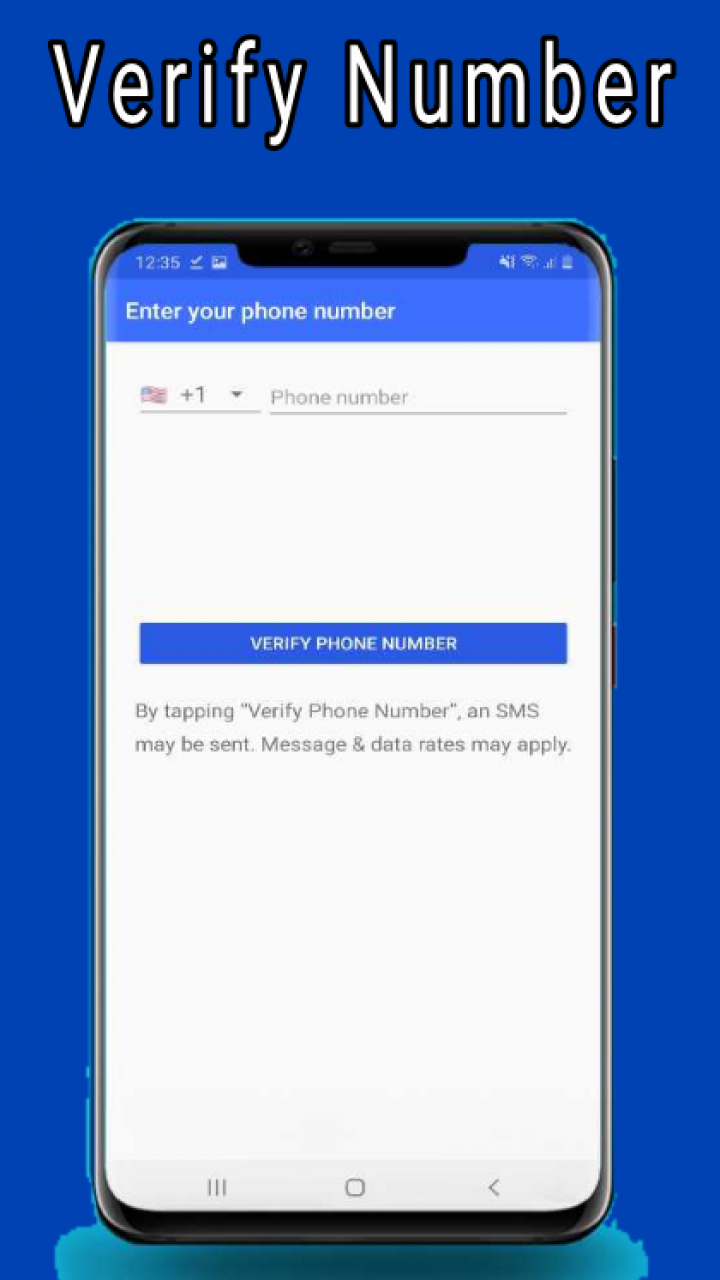 Verify Number
12:35
Enter your phone number
+1 Phone number
VERIFY PHONE NUMBER
By tapping “Verify Phone Number”, an SMS
may be sent. Message & data rates may apply.